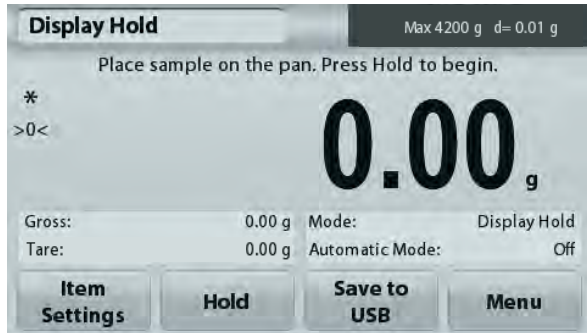 Display Hold
Max 4200 g d= 0.01 g
Place sample on the pan. Press Hold to begin.
*
>0<
0.00 g
Gross: 0.00 g Mode: Display Hold
Tare: 0.00 g Automatic Mode: Off
Item Settings
Hold
Save to USB
Menu